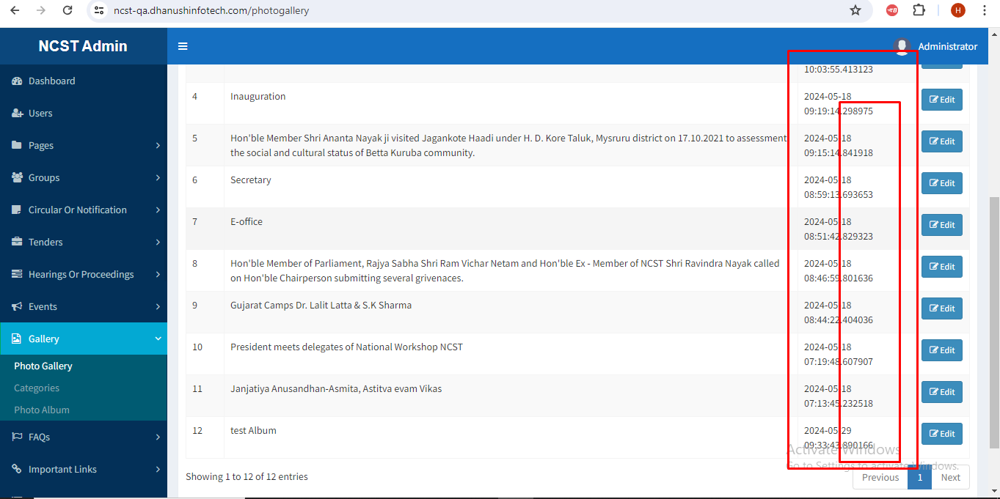 ncst-qa.dhanushinfotech.com/photogallery
H
NCST Admin
Administrator
Dashboard
Users
Pages
Groups
Circular Or Notification
Tenders
Hearings Or Proceedings
Events
Gallery
Photo Gallery
Categories
Photo Album
FAQs
Important Links
10:03:55.413123
4 Inauguration 2024-05-18 Edit
09:19:14.298975
5 Hon'ble Member Shri Ananta Nayak ji visited Jagankote Haadi under H. D. Kore Taluk, Mysruru district on 17.10.2021 to assessment 2024-05-18 Edit
the social and cultural status of Betta Kuruba community. 09:15:14.841918
6 Secretary 2024-05-18 Edit
08:59:13.693653
7 E-office 2024-05-18 Edit
08:51:42.829323
8 Hon'ble Member of Parliament, Rajya Sabha Shri Ram Vichar Netam and Hon'ble Ex - Member of NCST Shri Ravindra Nayak called 2024-05-18 Edit
on Hon'ble Chairperson submitting several grivenaces. 08:46:59.801636
9 Gujarat Camps Dr. Lalit Latta & S.K Sharma 2024-05-18 Edit
08:44:22.404036
10 President meets delegates of National Workshop NCST 2024-05-18 Edit
07:19:48.607907
11 Janjatiya Anusandhan-Asmita, Astitva evam Vikas 2024-05-18 Edit
07:13:45.232518
12 test Album 2024-05-29 Edit
09:33:43.890166
Activate Windows
Go to Settings to activate Windows.
Showing 1 to 12 of 12 entries
Previous 1 Next